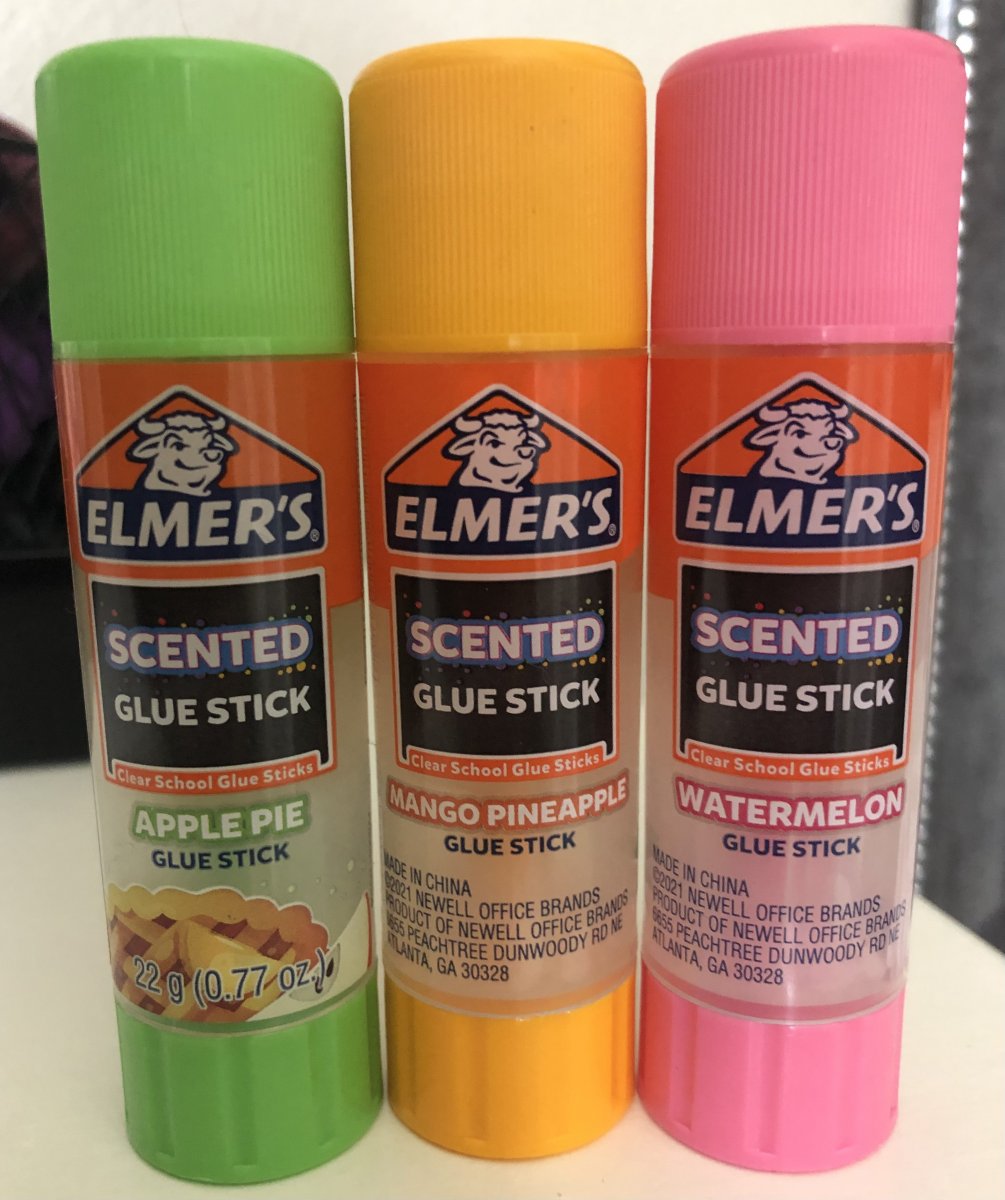 ELMER'S®
SCENTED
GLUE STICK
Clear School Glue Sticks
APPLE PIE
GLUE STICK
22 g (0.77 oz.)
ELMER'S®
SCENTED
GLUE STICK
Clear School Glue Sticks
MANGO PINEAPPLE
GLUE STICK
MADE IN CHINA
©2021 NEWELL OFFICE BRANDS
PRODUCT OF NEWELL OFFICE BRANDS
6655 PEACHTREE DUNWOODY RD NE
ATLANTA, GA 30328
ELMER'S®
SCENTED
GLUE STICK
Clear School Glue Sticks
WATERMELON
GLUE STICK
MADE IN CHINA
©2021 NEWELL OFFICE BRANDS
PRODUCT OF NEWELL OFFICE BRANDS
6655 PEACHTREE DUNWOODY RD NE
ATLANTA, GA 30328